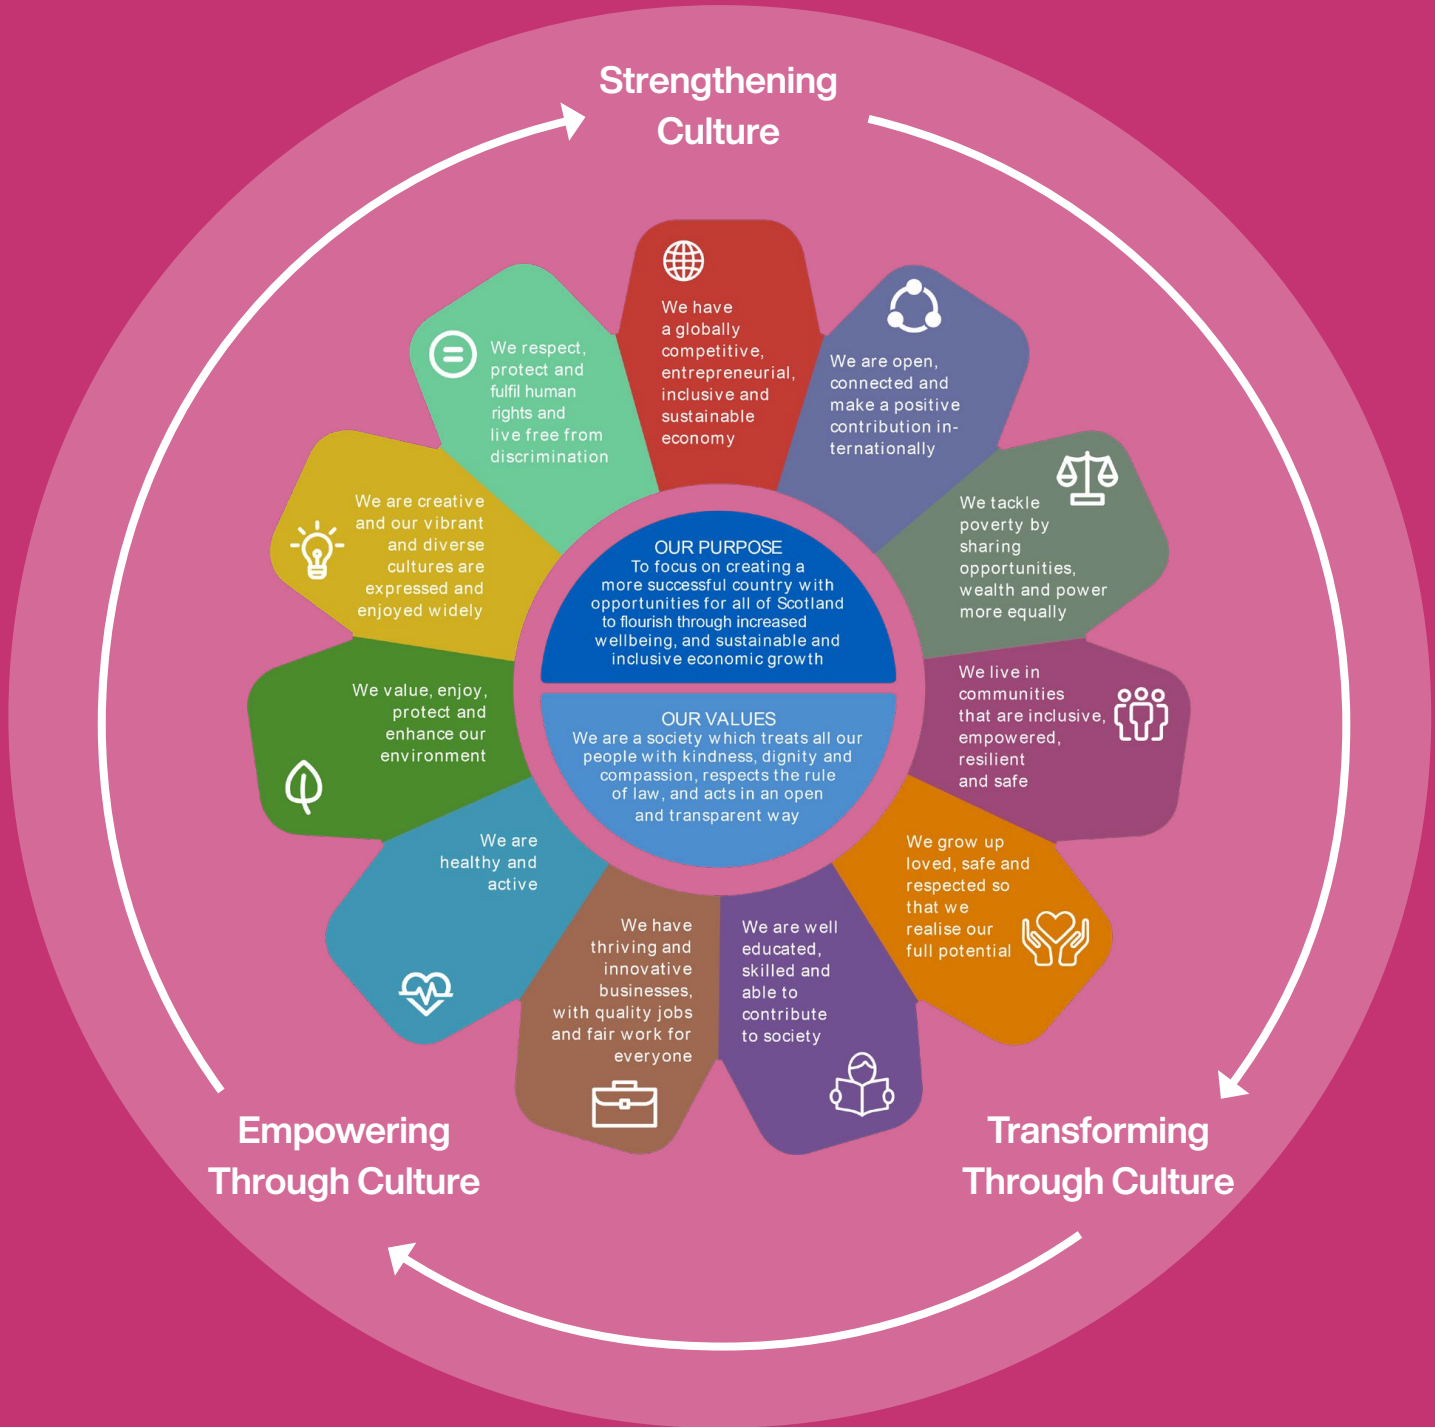 Strengthening
Culture
We have
a globally
competitive,
entrepreneurial,
inclusive and
sustainable
economy
We are open,
connected and
make a positive
contribution in-
ternationally
We tackle
poverty by
sharing
opportunities,
wealth and power
more equally
We live in
communities
that are inclusive,
empowered,
resilient
and safe
We grow up
loved, safe and
respected so
that we
realise our
full potential
We are well
educated,
skilled and
able to
contribute
to society
We have
thriving and
innovative
businesses,
with quality jobs
and fair work for
everyone
We are
healthy and
active
We value, enjoy,
protect and
enhance our
environment
We are creative
and our vibrant
and diverse
cultures are
expressed and
enjoyed widely
We respect,
protect and
fulfil human
rights and
live free from
discrimination
OUR PURPOSE
To focus on creating a
more successful country with
opportunities for all of Scotland
to flourish through increased
wellbeing, and sustainable and
inclusive economic growth
OUR VALUES
We are a society which treats all our
people with kindness, dignity and
compassion, respects the rule
of law, and acts in an open
and transparent way
Transforming
Through Culture
Empowering
Through Culture